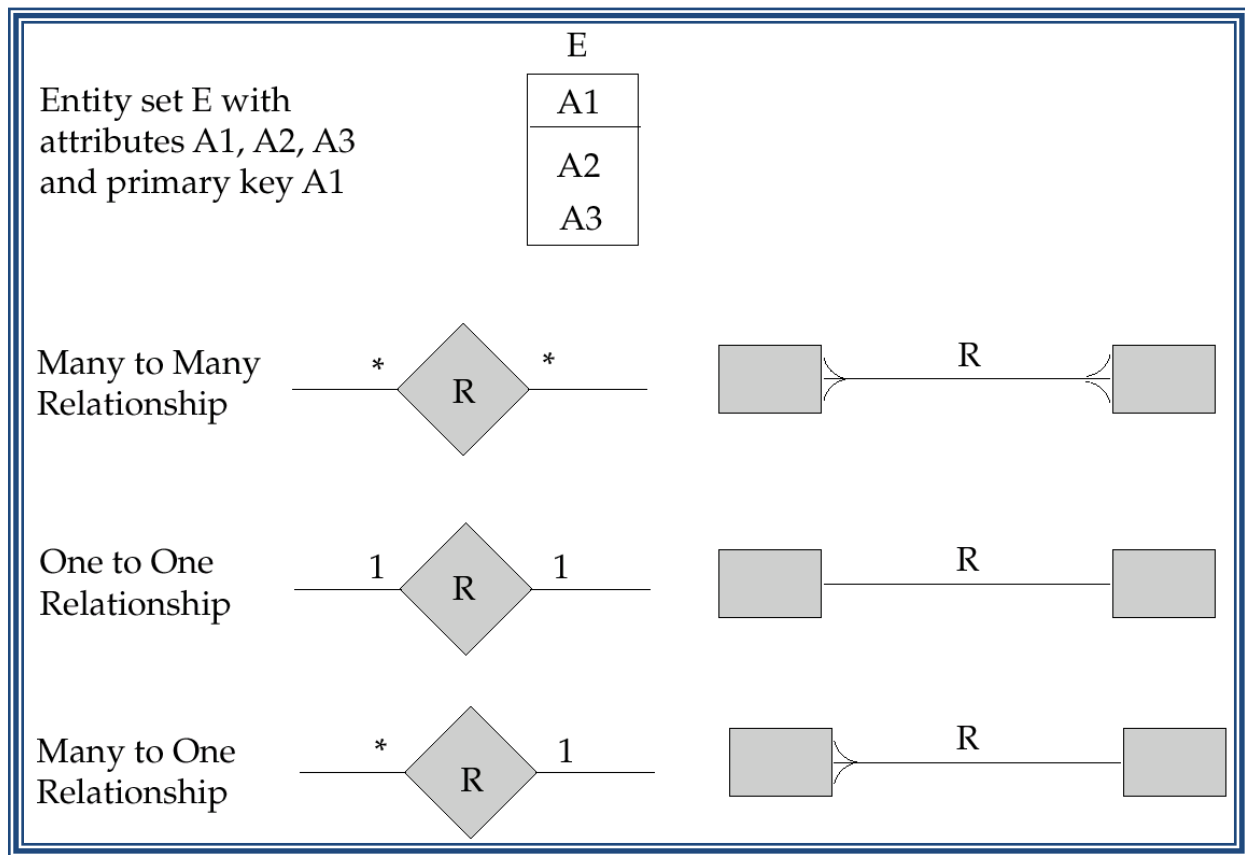 E
Entity set E with
attributes A1, A2, A3
and primary key A1
A1
A2
A3
Many to Many
Relationship
* R *
R
One to One
Relationship
1 R 1
R
Many to One
Relationship
* R 1
R